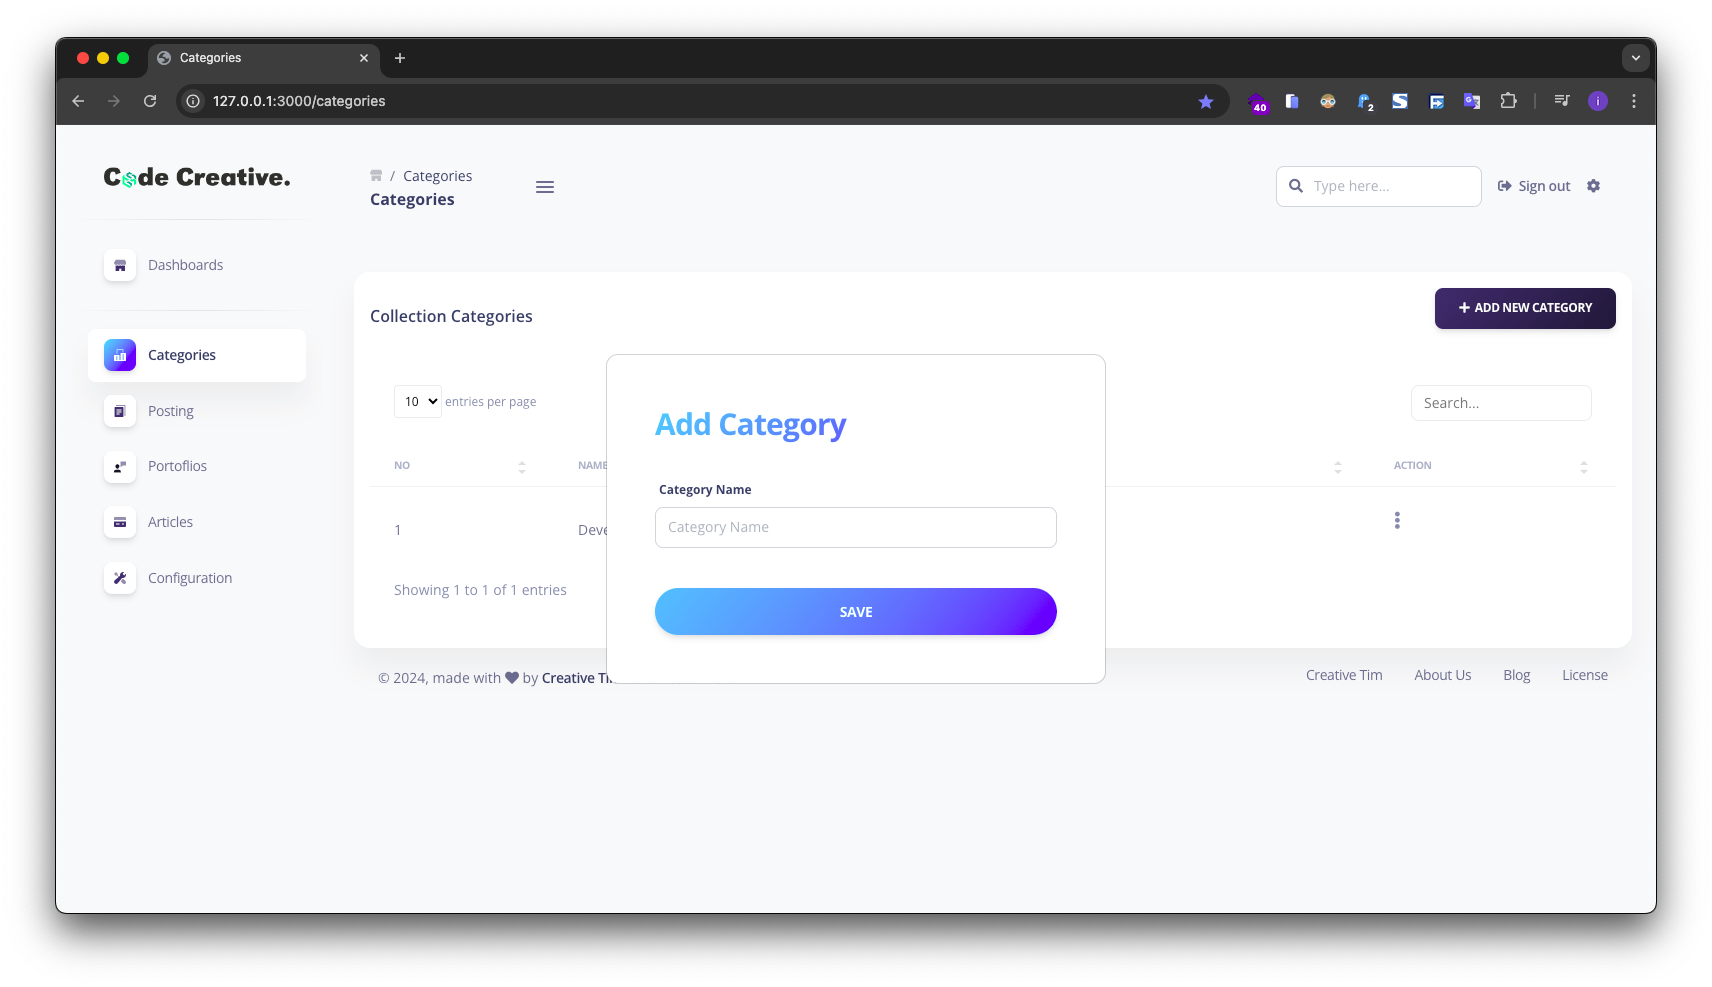 Categories
127.0.0.1:3000/categories
40
2
i
Code Creative.
/ Categories
Categories
Type here...
Sign out
Dashboards
Categories
Posting
Portoflios
Articles
Configuration
Collection Categories
+ ADD NEW CATEGORY
10 entries per page
Search...
NO
NAME
ACTION
1
Deve
Showing 1 to 1 of 1 entries
Add Category
Category Name
Category Name
SAVE
© 2024, made with by Creative Ti
Creative Tim
About Us
Blog
License